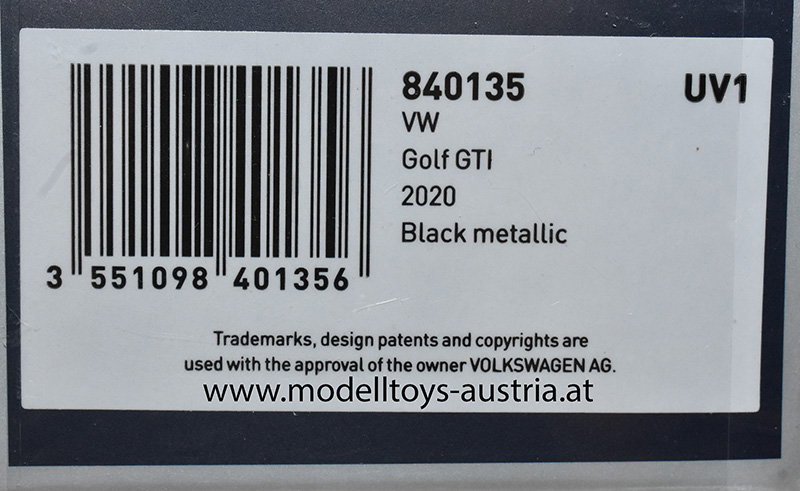 840135 UV1
VW
Golf GTI
2020
Black metallic
3 551098 401356
Trademarks, design patents and copyrights are
used with the approval of the owner VOLKSWAGEN AG.
www.modelltoys-austria.at